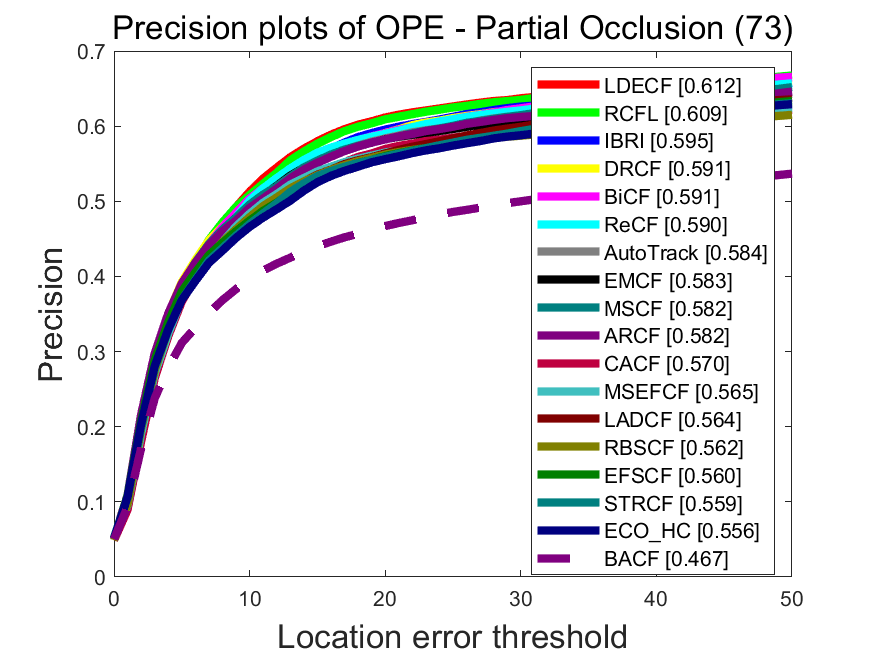 Precision plots of OPE - Partial Occlusion (73)
0.7
0.6
0.5
0.4
0.3
0.2
0.1
0
Precision
LDECF [0.612]
RCFL [0.609]
IBRI [0.595]
DRCF [0.591]
BiCF [0.591]
ReCF [0.590]
AutoTrack [0.584]
EMCF [0.583]
MSCF [0.582]
ARCF [0.582]
CACF [0.570]
MSEFCF [0.565]
LADCF [0.564]
RBSCF [0.562]
EFSCF [0.560]
STRCF [0.559]
ECO_HC [0.556]
BACF [0.467]
0 10 20 30 40 50
Location error threshold